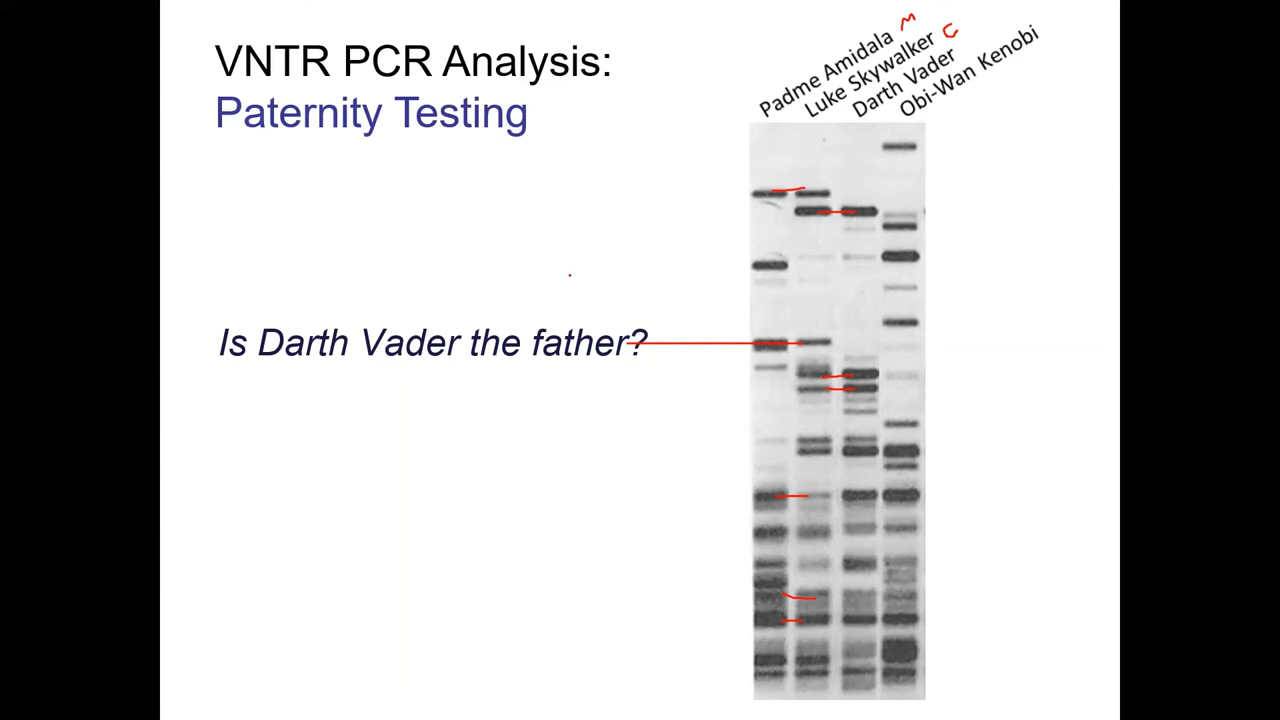 VNTR PCR Analysis:
Paternity Testing
Padme Amidala M
Luke Skywalker C
Darth Vader
Obi-Wan Kenobi
Is Darth Vader the father?